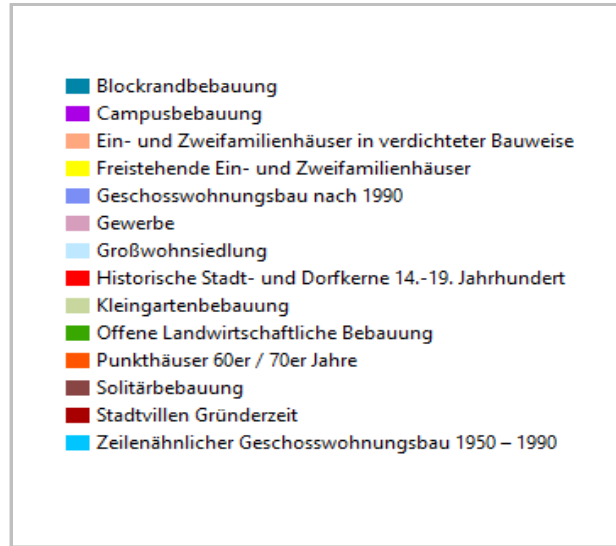 Blockrandbebauung
Campusbebauung
Ein- und Zweifamilienhäuser in verdichteter Bauweise
Freistehende Ein- und Zweifamilienhäuser
Geschosswohnungsbau nach 1990
Gewerbe
Großwohnsiedlung
Historische Stadt- und Dorfkerne 14.-19. Jahrhundert
Kleingartenbebauung
Offene Landwirtschaftliche Bebauung
Punkthäuser 60er / 70er Jahre
Solitärbebauung
Stadtvillen Gründerzeit
Zeilenähnlicher Geschosswohnungsbau 1950 – 1990